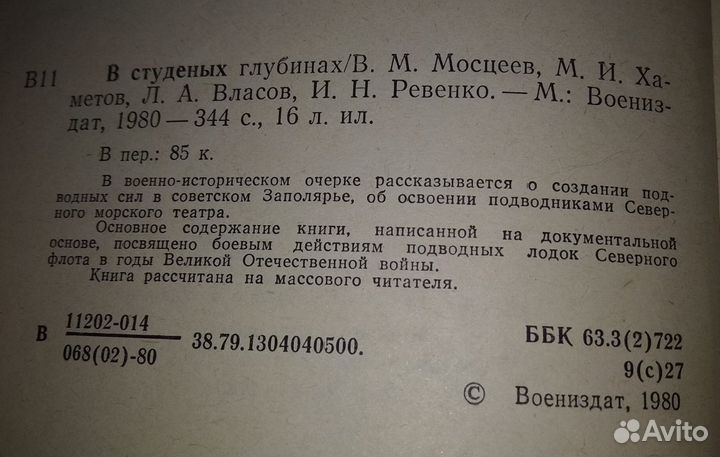 В11 В студеных глубинах/В. М. Мосцеев, М. И. Ха-
метов, Л. А. Власов, И. Н. Ревенко. — М.: Воениз-
дат, 1980 — 344 с., 16 л. ил.
В пер.: 85 к.
В военно-историческом очерке рассказывается о создании под-
водных сил в советском Заполярье, об освоении подводниками Север-
ного морского театра.
Основное содержание книги, написанной на документальной
основе, посвящено боевым действиям подводных лодок Северного
флота в годы Великой Отечественной войны.
Книга рассчитана на массового читателя.
В 11202-014
068(02)-80 38.79.1304040500.
ББК 63.3(2)722
9(с)27
© Воениздат, 1980
Avito